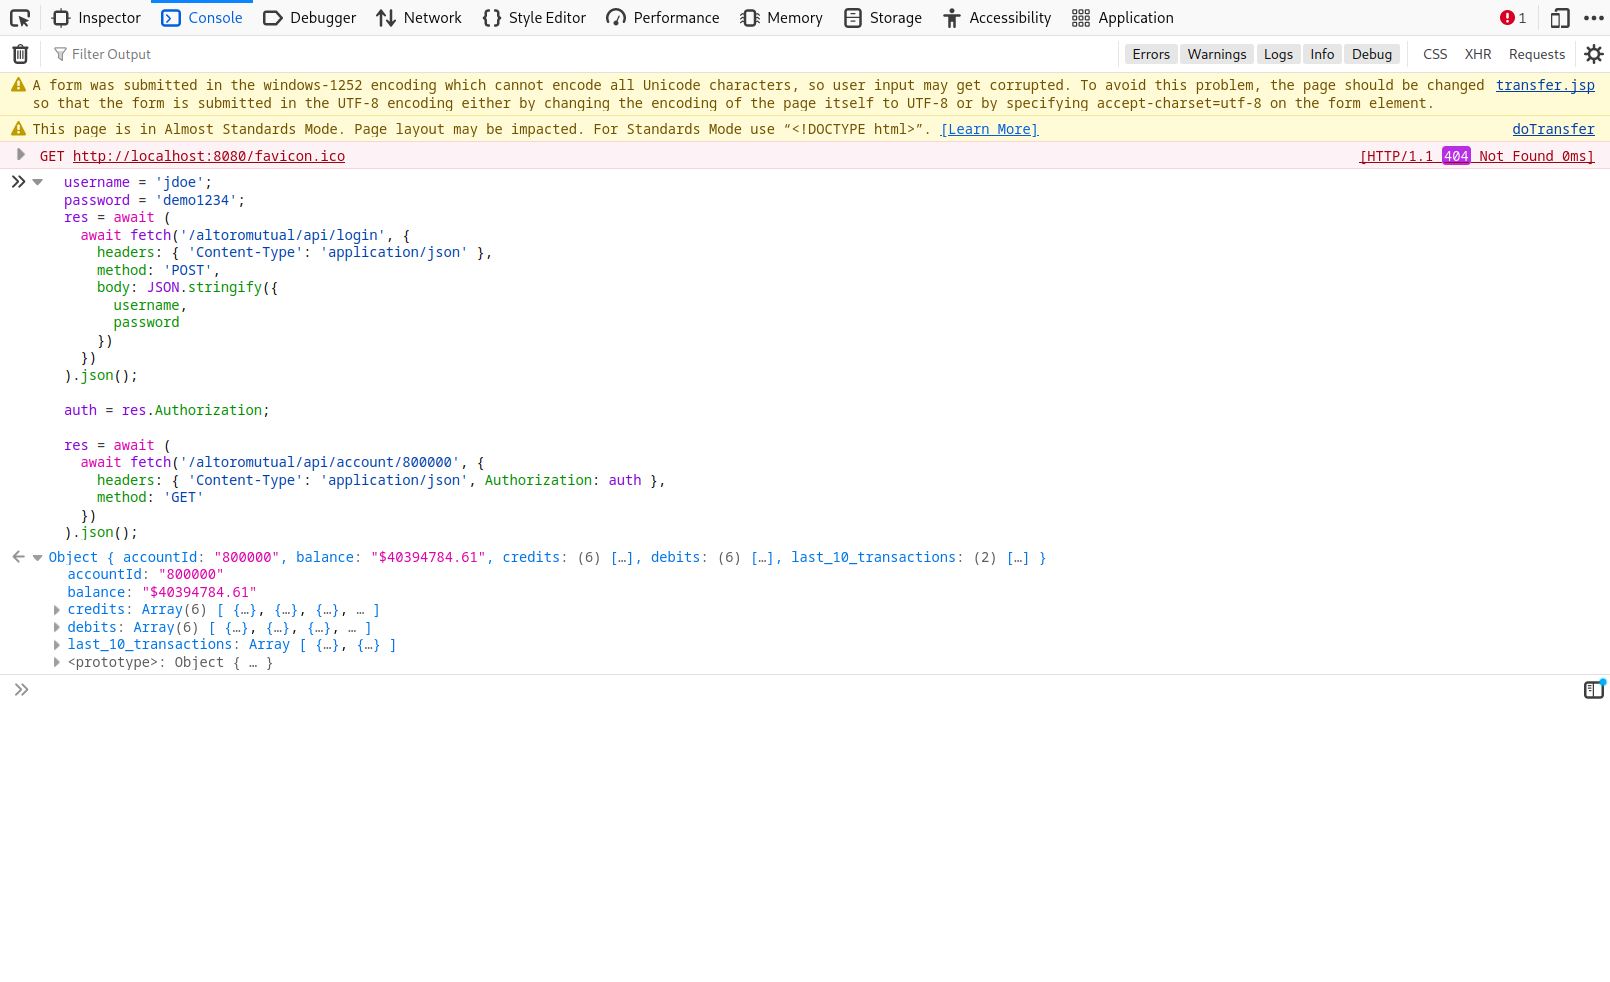 Inspector Console Debugger Network Style Editor Performance Memory Storage Accessibility Application 1
Filter Output Errors Warnings Logs Info Debug CSS XHR Requests
A form was submitted in the windows-1252 encoding which cannot encode all Unicode characters, so user input may get corrupted. To avoid this problem, the page should be changed transfer.jsp
so that the form is submitted in the UTF-8 encoding either by changing the encoding of the page itself to UTF-8 or by specifying accept-charset=utf-8 on the form element.
This page is in Almost Standards Mode. Page layout may be impacted. For Standards Mode use “<!DOCTYPE html>”. [Learn More] doTransfer
GET http://localhost:8080/favicon.ico [HTTP/1.1 404 Not Found 0ms]
username = 'jdoe';
password = 'demo1234';
res = await (
await fetch('/altoromutual/api/login', {
headers: { 'Content-Type': 'application/json' },
method: 'POST',
body: JSON.stringify({
username,
password
})
})
).json();
auth = res.Authorization;
res = await (
await fetch('/altoromutual/api/account/800000', {
headers: { 'Content-Type': 'application/json', Authorization: auth },
method: 'GET'
})
).json();
Object { accountId: "800000", balance: "$40394784.61", credits: (6) […], debits: (6) […], last_10_transactions: (2) […] }
accountId: "800000"
balance: "$40394784.61"
credits: Array(6) [ {…}, {…}, {…}, … ]
debits: Array(6) [ {…}, {…}, {…}, … ]
last_10_transactions: Array [ {…}, {…} ]
<prototype>: Object { … }